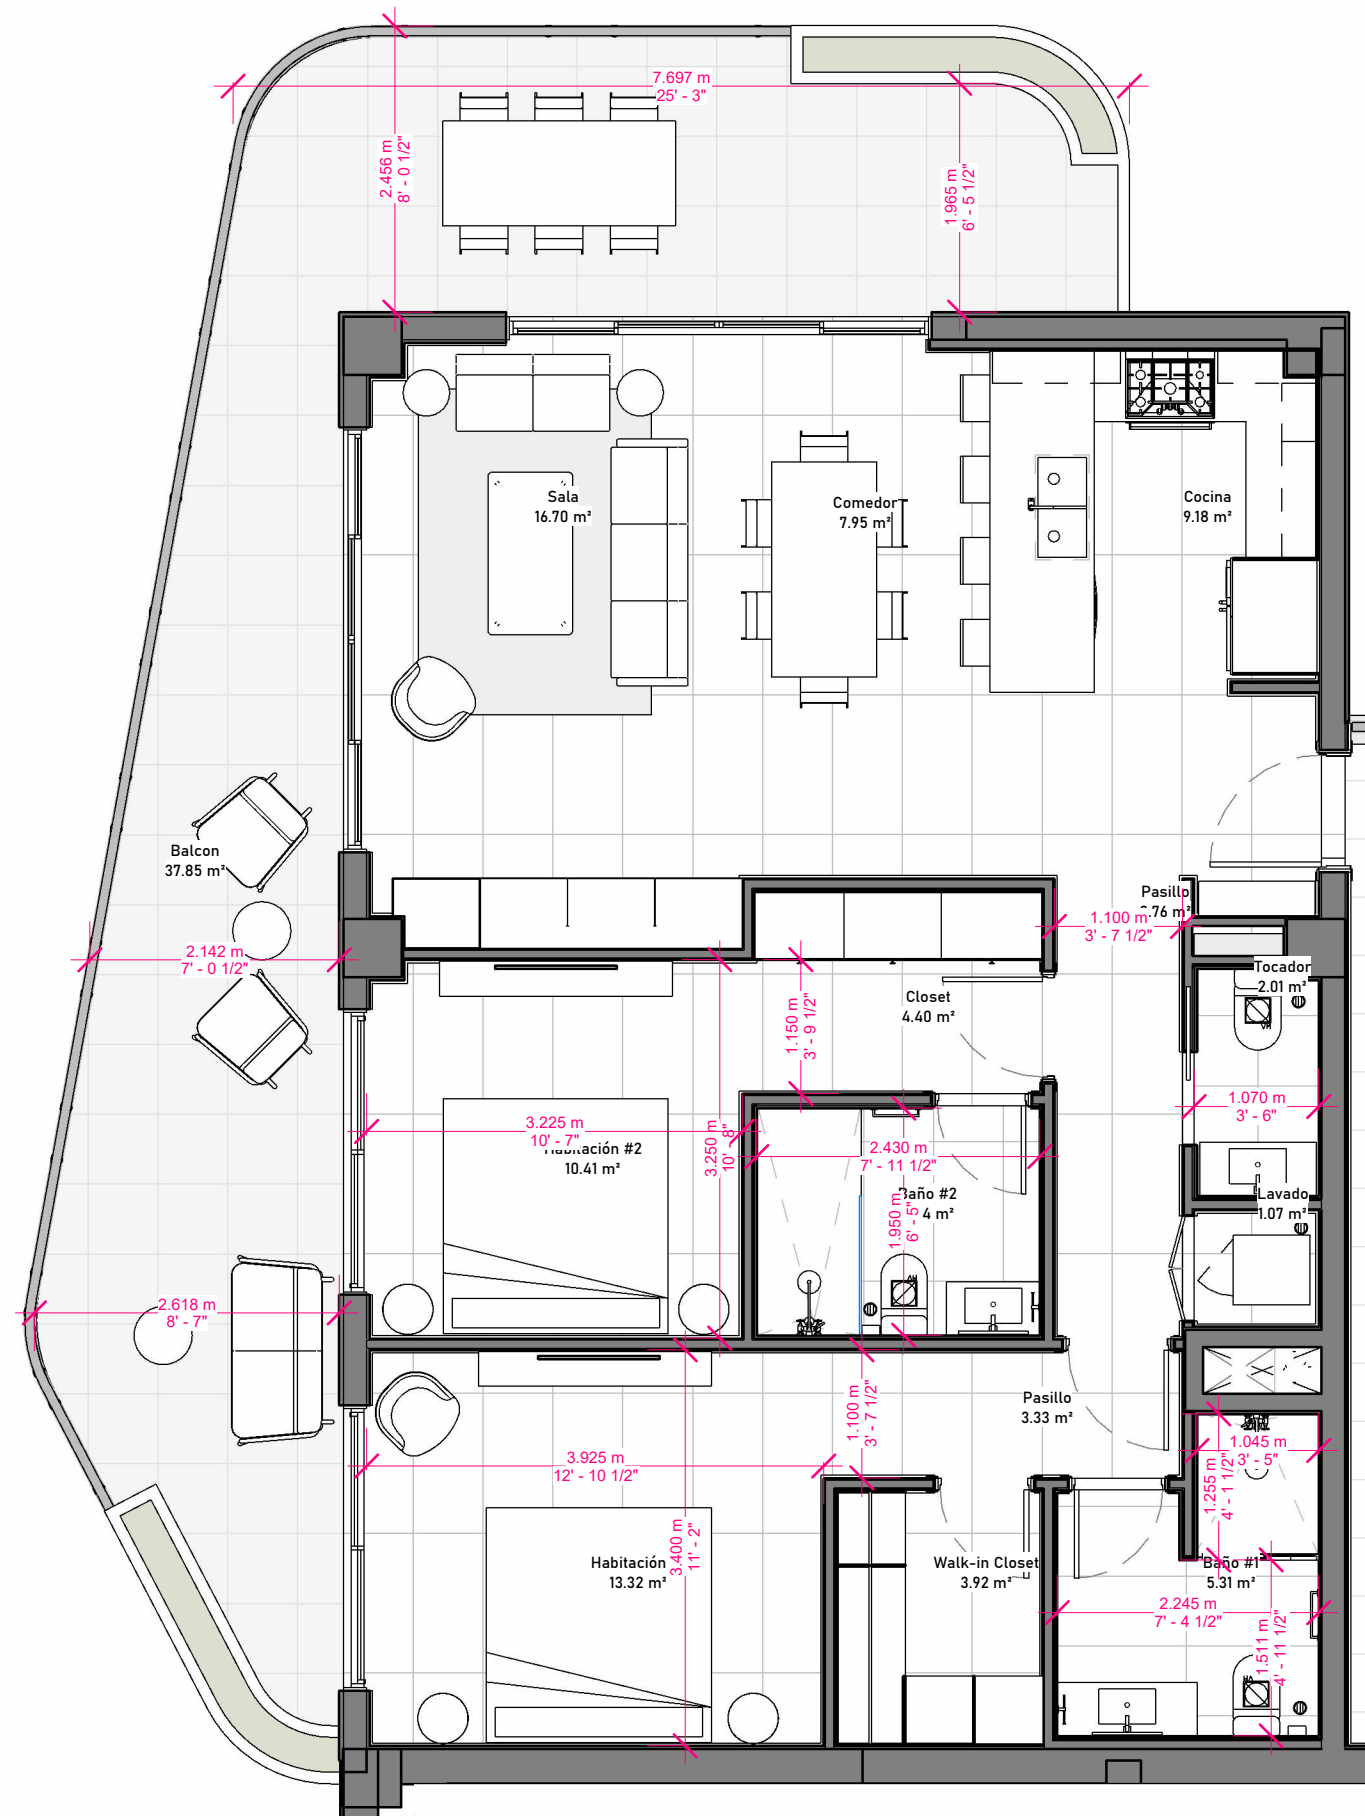 7.697 m
25' - 3"
2.456 m
8' - 0 1/2"
1.965 m
6' - 5 1/2"
Sala
16.70 m²
Comedor
7.95 m²
Cocina
9.18 m²
Balcon
37.85 m²
Pasillo
.76 m²
1.100 m
3' - 7 1/2"
2.142 m
7' - 0 1/2"
Tocador
2.01 m²
Closet
4.40 m²
1.150 m
3' - 9 1/2"
1.070 m
3' - 6"
3.225 m
10' - 7"
Habitación #2
10.41 m²
3.250 m
10' - 8"
2.430 m
7' - 11 1/2"
Baño #2
4 m²
1.950 m
6' - 5"
Lavado
1.07 m²
2.618 m
8' - 7"
Pasillo
3.33 m²
1.100 m
3' - 7 1/2"
3.925 m
12' - 10 1/2"
1.045 m
3' - 5"
1.255 m
4' - 1 1/2"
Habitación
13.32 m²
3.400 m
11' - 2"
Walk-in Closet
3.92 m²
Baño #1
5.31 m²
2.245 m
7' - 4 1/2"
1.511 m
4' - 11 1/2"